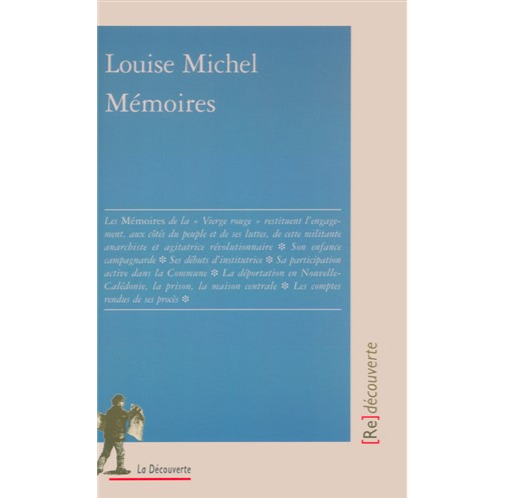 Louise Michel
Mémoires
Les Mémoires de la « Vierge rouge » restituent l'engage-
ment, aux côtés du peuple et de ses luttes, de cette militante
anarchiste et agitatrice révolutionnaire ❇ Son enfance
campagnarde ❇ Ses débuts d'institutrice ❇ Sa participation
active dans la Commune ❇ La déportation en Nouvelle-
Calédonie, la prison, la maison centrale ❇ Les comptes
rendus de ses procès ❇
[Re]découverte
La Découverte